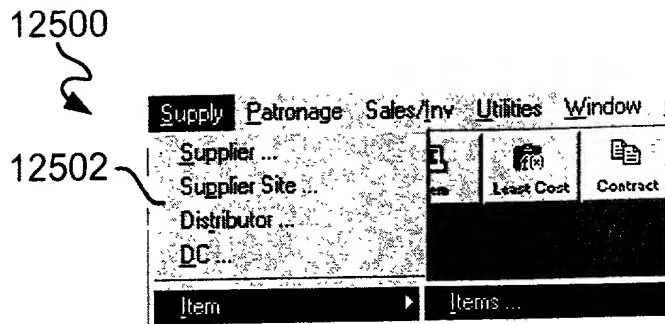 12500
Supply Patronage Sales/Inv Utilities Window
12502
Supplier ...
Supplier Site ...
Distributor ...
DC ...
Least Cost Contract
Item Items ...